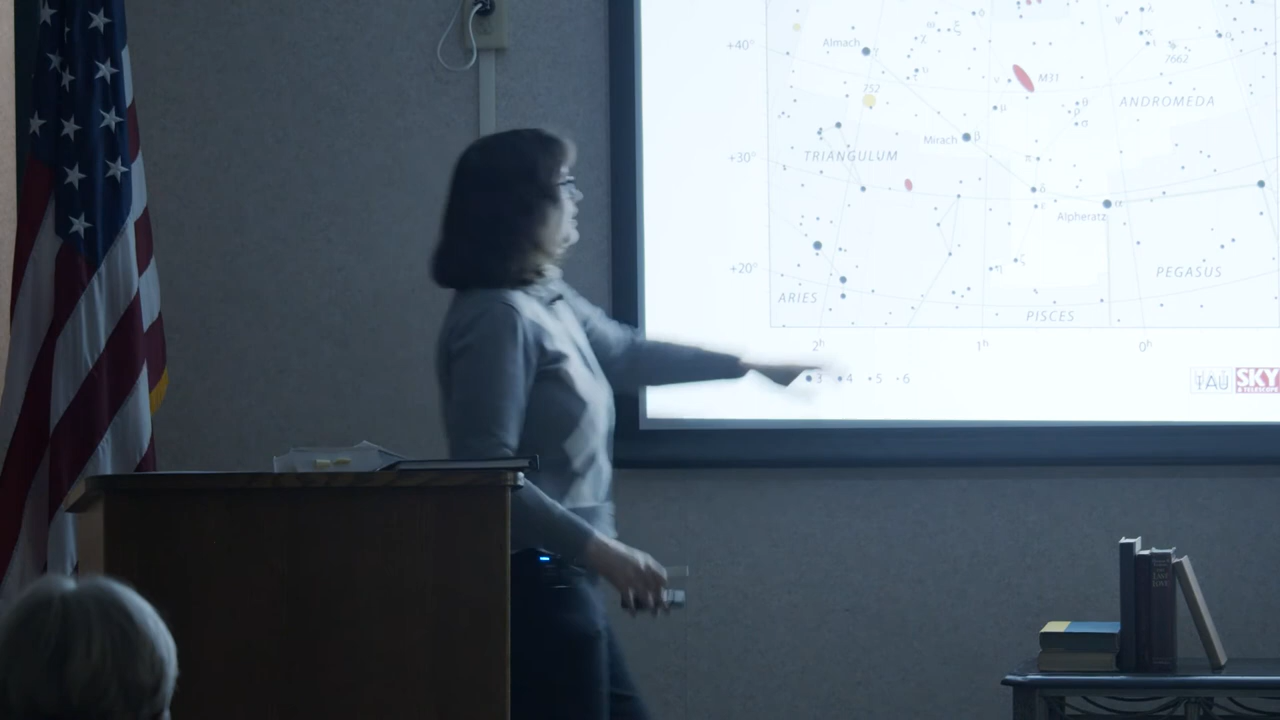 +40°
Almach
γ
χ
ω
ξ
φ
υ
ψ
λ
ι
κ
ο
7662
752
ν
M31
μ
θ
ρ
σ
ANDROMEDA
Mirach
β
+30°
TRIANGULUM
π
δ
ε
α
Alpheratz
+20°
η
ζ
ARIES
PEGASUS
PISCES
2h
1h
0h
3 4 5 6
IAU
SKY
& TELESCOPE